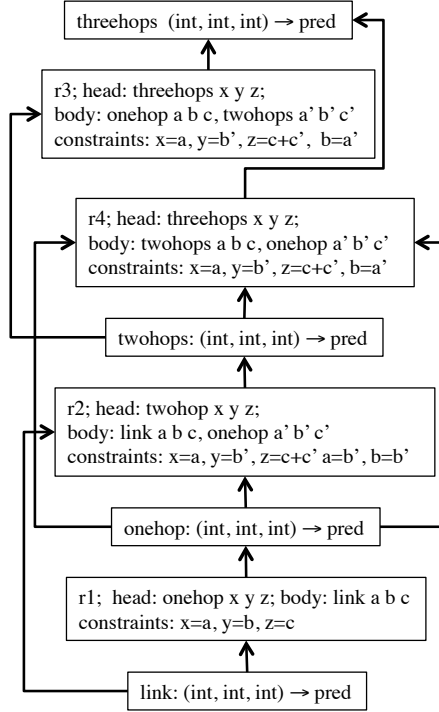 threehops (int, int, int) → pred
r3; head: threehops x y z;
body: onehop a b c, twohops a’ b’ c’
constraints: x=a, y=b’, z=c+c’, b=a’
r4; head: threehops x y z;
body: twohops a b c, onehop a’ b’ c’
constraints: x=a, y=b’, z=c+c’, b=a’
twohops: (int, int, int) → pred
r2; head: twohop x y z;
body: link a b c, onehop a’ b’ c’
constraints: x=a, y=b’, z=c+c’ a=b’, b=b’
onehop: (int, int, int) → pred
r1; head: onehop x y z; body: link a b c
constraints: x=a, y=b, z=c
link: (int, int, int) → pred